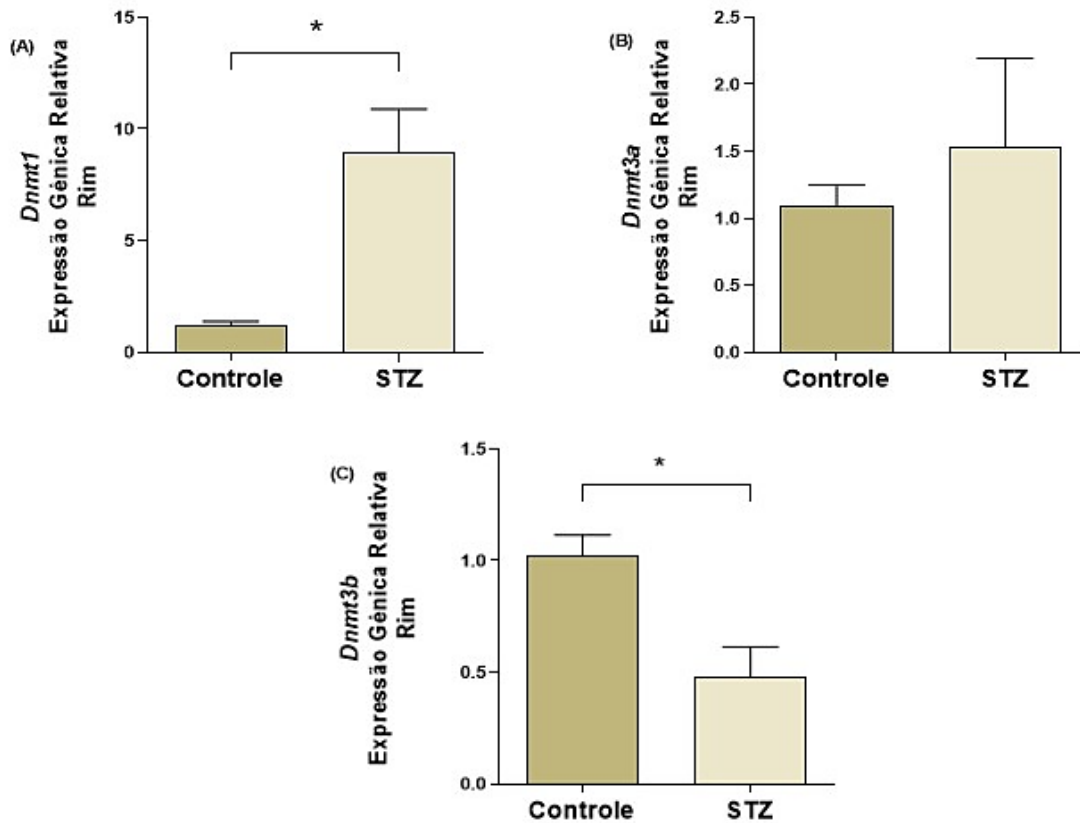 (A)
Dnmt1
Expressão Gênica Relativa
Rim
15
10
5
0
*
Controle
STZ
(B)
Dnmt3a
Expressão Gênica Relativa
Rim
2.5
2.0
1.5
1.0
0.5
0.0
Controle
STZ
(C)
Dnmt3b
Expressão Gênica Relativa
Rim
1.5
1.0
0.5
0.0
*
Controle
STZ